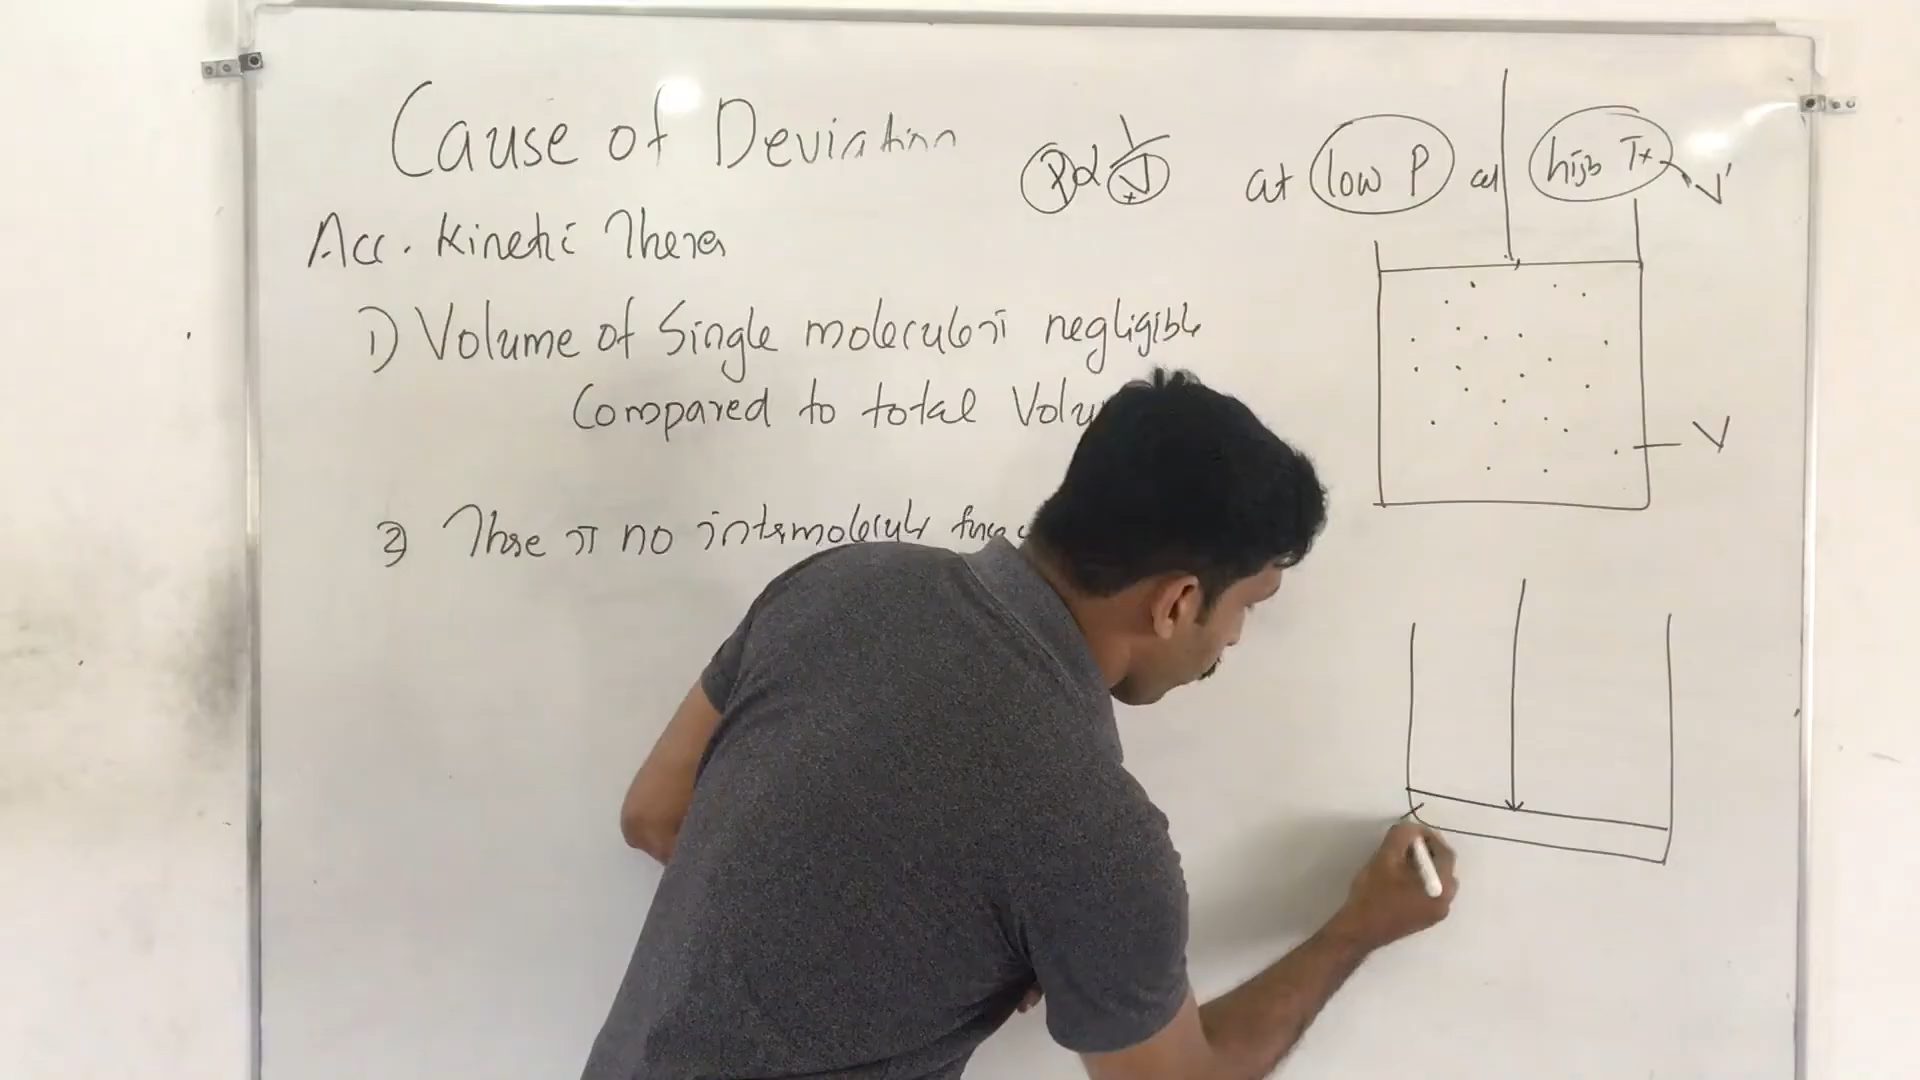 Cause of Deviation
P ∝ 1/V at low P at high T V
Acc. Kinetic Theory
1) Volume of Single molecule is negligible
Compared to total
V
2) There is no intermolecular